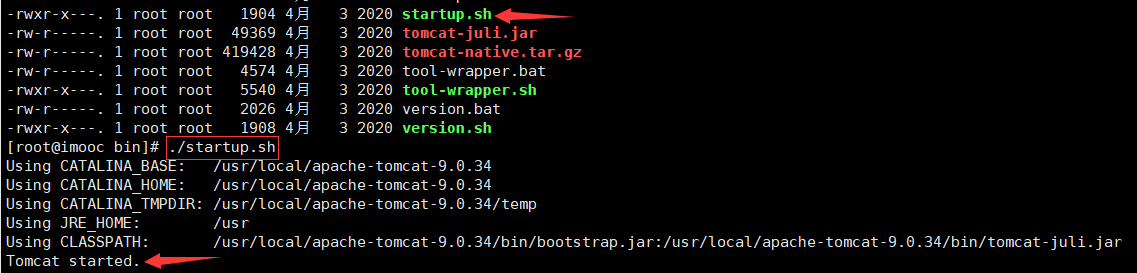 -rwxr-x---. 1 root root   1904 4月   3 2020 startup.sh
-rw-r-----. 1 root root  49369 4月   3 2020 tomcat-juli.jar
-rw-r-----. 1 root root 419428 4月   3 2020 tomcat-native.tar.gz
-rw-r-----. 1 root root   4574 4月   3 2020 tool-wrapper.bat
-rwxr-x---. 1 root root   5540 4月   3 2020 tool-wrapper.sh
-rw-r-----. 1 root root   2026 4月   3 2020 version.bat
-rwxr-x---. 1 root root   1908 4月   3 2020 version.sh
[root@imooc bin]# ./startup.sh
Using CATALINA_BASE:   /usr/local/apache-tomcat-9.0.34
Using CATALINA_HOME:   /usr/local/apache-tomcat-9.0.34
Using CATALINA_TMPDIR: /usr/local/apache-tomcat-9.0.34/temp
Using JRE_HOME:        /usr
Using CLASSPATH:       /usr/local/apache-tomcat-9.0.34/bin/bootstrap.jar:/usr/local/apache-tomcat-9.0.34/bin/tomcat-juli.jar
Tomcat started.